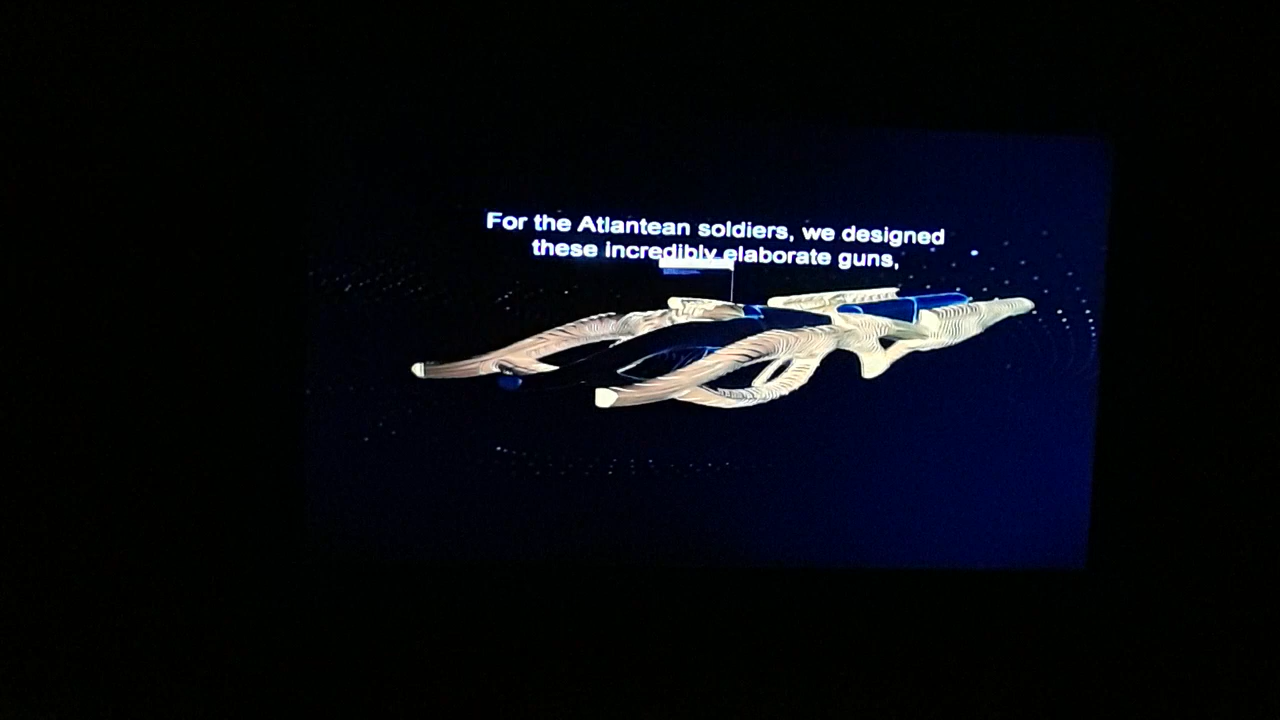 For the Atlantean soldiers, we designed
these incredibly elaborate guns,